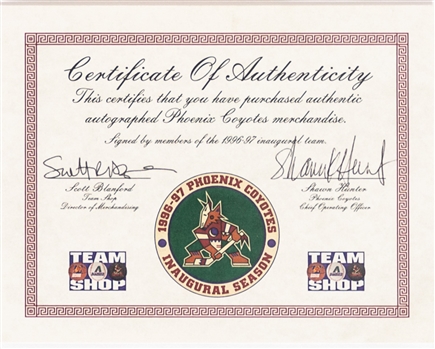 Certificate Of Authenticity
This certifies that you have purchased authentic
autographed Phoenix Coyotes merchandise.
Signed by members of the 1996-97 inaugural team.
Scott Blanford
Team Shop
Director of Merchandising
Shawn Hunter
Phoenix Coyotes
Chief Operating Officer
1996-97 PHOENIX COYOTES
INAUGURAL SEASON
TEAM
SHOP
TEAM
SHOP